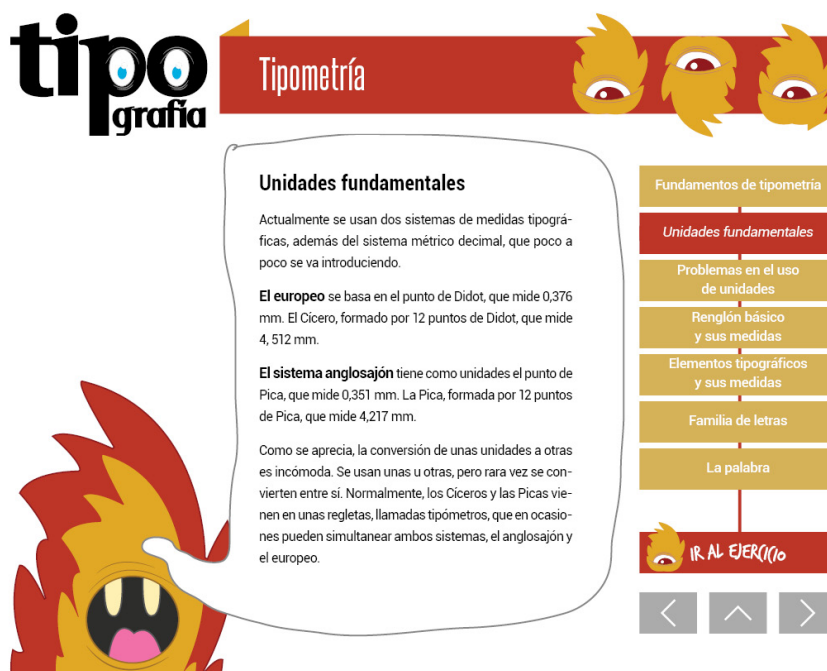 tipo
grafía
Tipometría
Unidades fundamentales
Actualmente se usan dos sistemas de medidas tipográ-
ficas, además del sistema métrico decimal, que poco a
poco se va introduciendo.
El europeo se basa en el punto de Didot, que mide 0,376
mm. El Cícero, formado por 12 puntos de Didot, que mide
4, 512 mm.
El sistema anglosajón tiene como unidades el punto de
Pica, que mide 0,351 mm. La Pica, formada por 12 puntos
de Pica, que mide 4,217 mm.
Como se aprecia, la conversión de unas unidades a otras
es incómoda. Se usan unas u otras, pero rara vez se con-
vierten entre sí. Normalmente, los Cíceros y las Picas vie-
nen en unas regletas, llamadas tipómetros, que en ocasio-
nes pueden simultanear ambos sistemas, el anglosajón y
el europeo.
Fundamentos de tipometría
Unidades fundamentales
Problemas en el uso
de unidades
Renglón básico
y sus medidas
Elementos tipográficos
y sus medidas
Familia de letras
La palabra
IR AL EJERCICIO